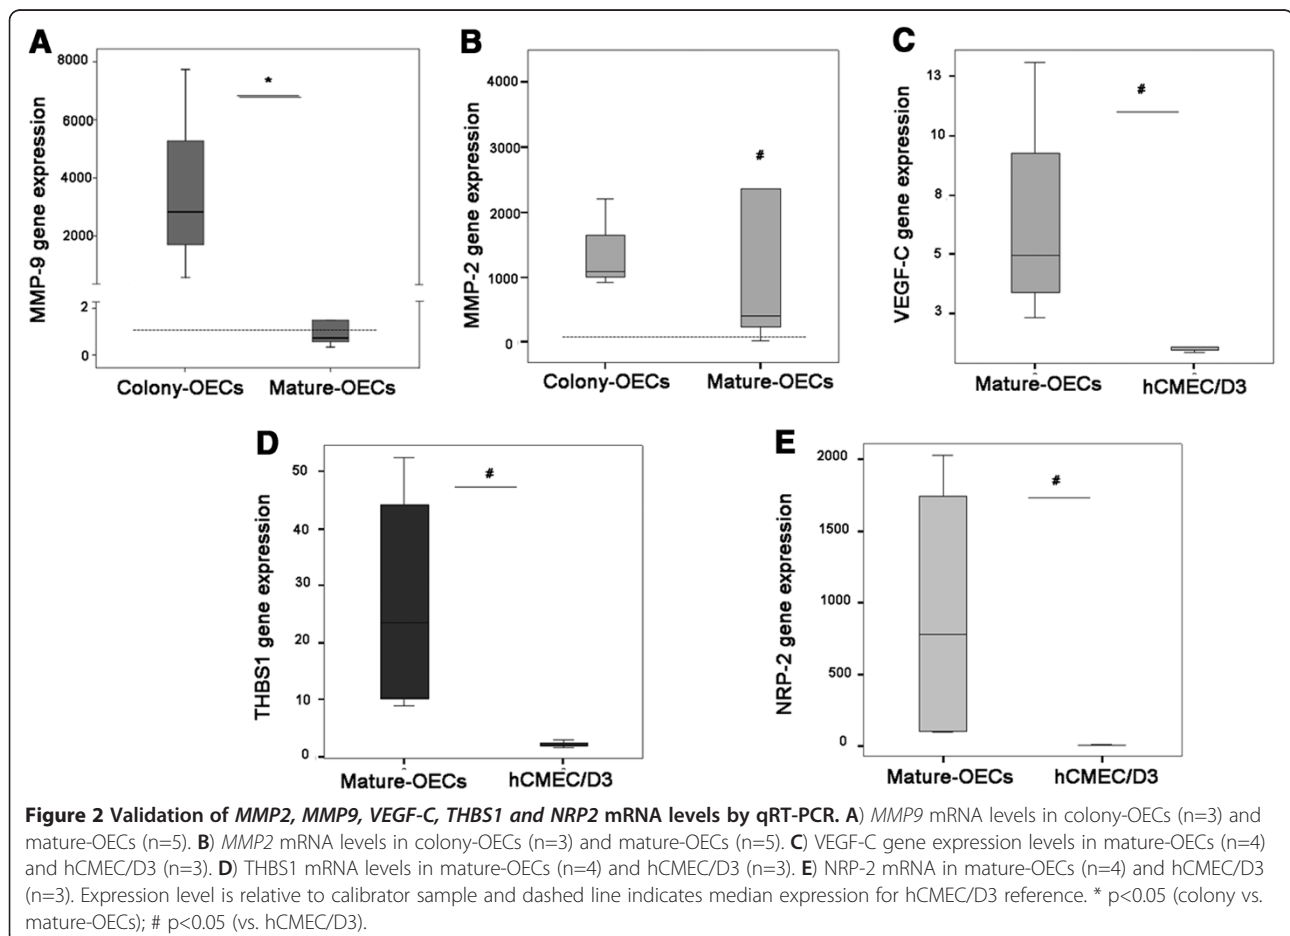 A
MMP-9 gene expression
8000
6000
4000
2000
2
0
*
Colony-OECs
Mature-OECs
B
MMP-2 gene expression
4000
3000
2000
1000
0
#
Colony-OECs
Mature-OECs
C
VEGF-C gene expression
13
10
8
5
3
#
Mature-OECs
hCMEC/D3
D
THBS1 gene expression
50
40
30
20
10
0
#
Mature-OECs
hCMEC/D3
E
NRP-2 gene expression
2000
1500
1000
500
0
#
Mature-OECs
hCMEC/D3
Figure 2 Validation of MMP2, MMP9, VEGF-C, THBS1 and NRP2 mRNA levels by qRT-PCR. A) MMP9 mRNA levels in colony-OECs (n=3) and
mature-OECs (n=5). B) MMP2 mRNA levels in colony-OECs (n=3) and mature-OECs (n=5). C) VEGF-C gene expression levels in mature-OECs (n=4)
and hCMEC/D3 (n=3). D) THBS1 mRNA levels in mature-OECs (n=4) and hCMEC/D3 (n=3). E) NRP-2 mRNA in mature-OECs (n=4) and hCMEC/D3
(n=3). Expression level is relative to calibrator sample and dashed line indicates median expression for hCMEC/D3 reference. * p<0.05 (colony vs.
mature-OECs); # p<0.05 (vs. hCMEC/D3).